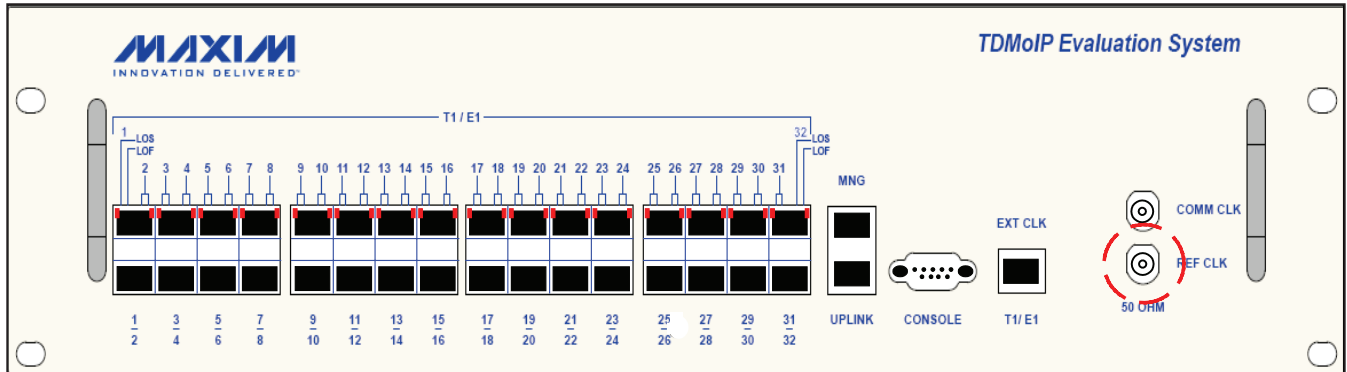 MAXIM
INNOVATION DELIVERED
TDMoIP Evaluation System
T1 / E1
1 LOS
LOF
32 LOS
LOF
2 3 4 5 6 7 8 9 10 11 12 13 14 15 16 17 18 19 20 21 22 23 24 25 26 27 28 29 30 31
MNG
COMM CLK
EXT CLK
REF CLK
50 OHM
1 3 5 7 9 11 13 15 17 19 21 23 25 27 29 31
UPLINK CONSOLE T1/ E1
2 4 6 8 10 12 14 16 18 20 22 24 26 28 30 32